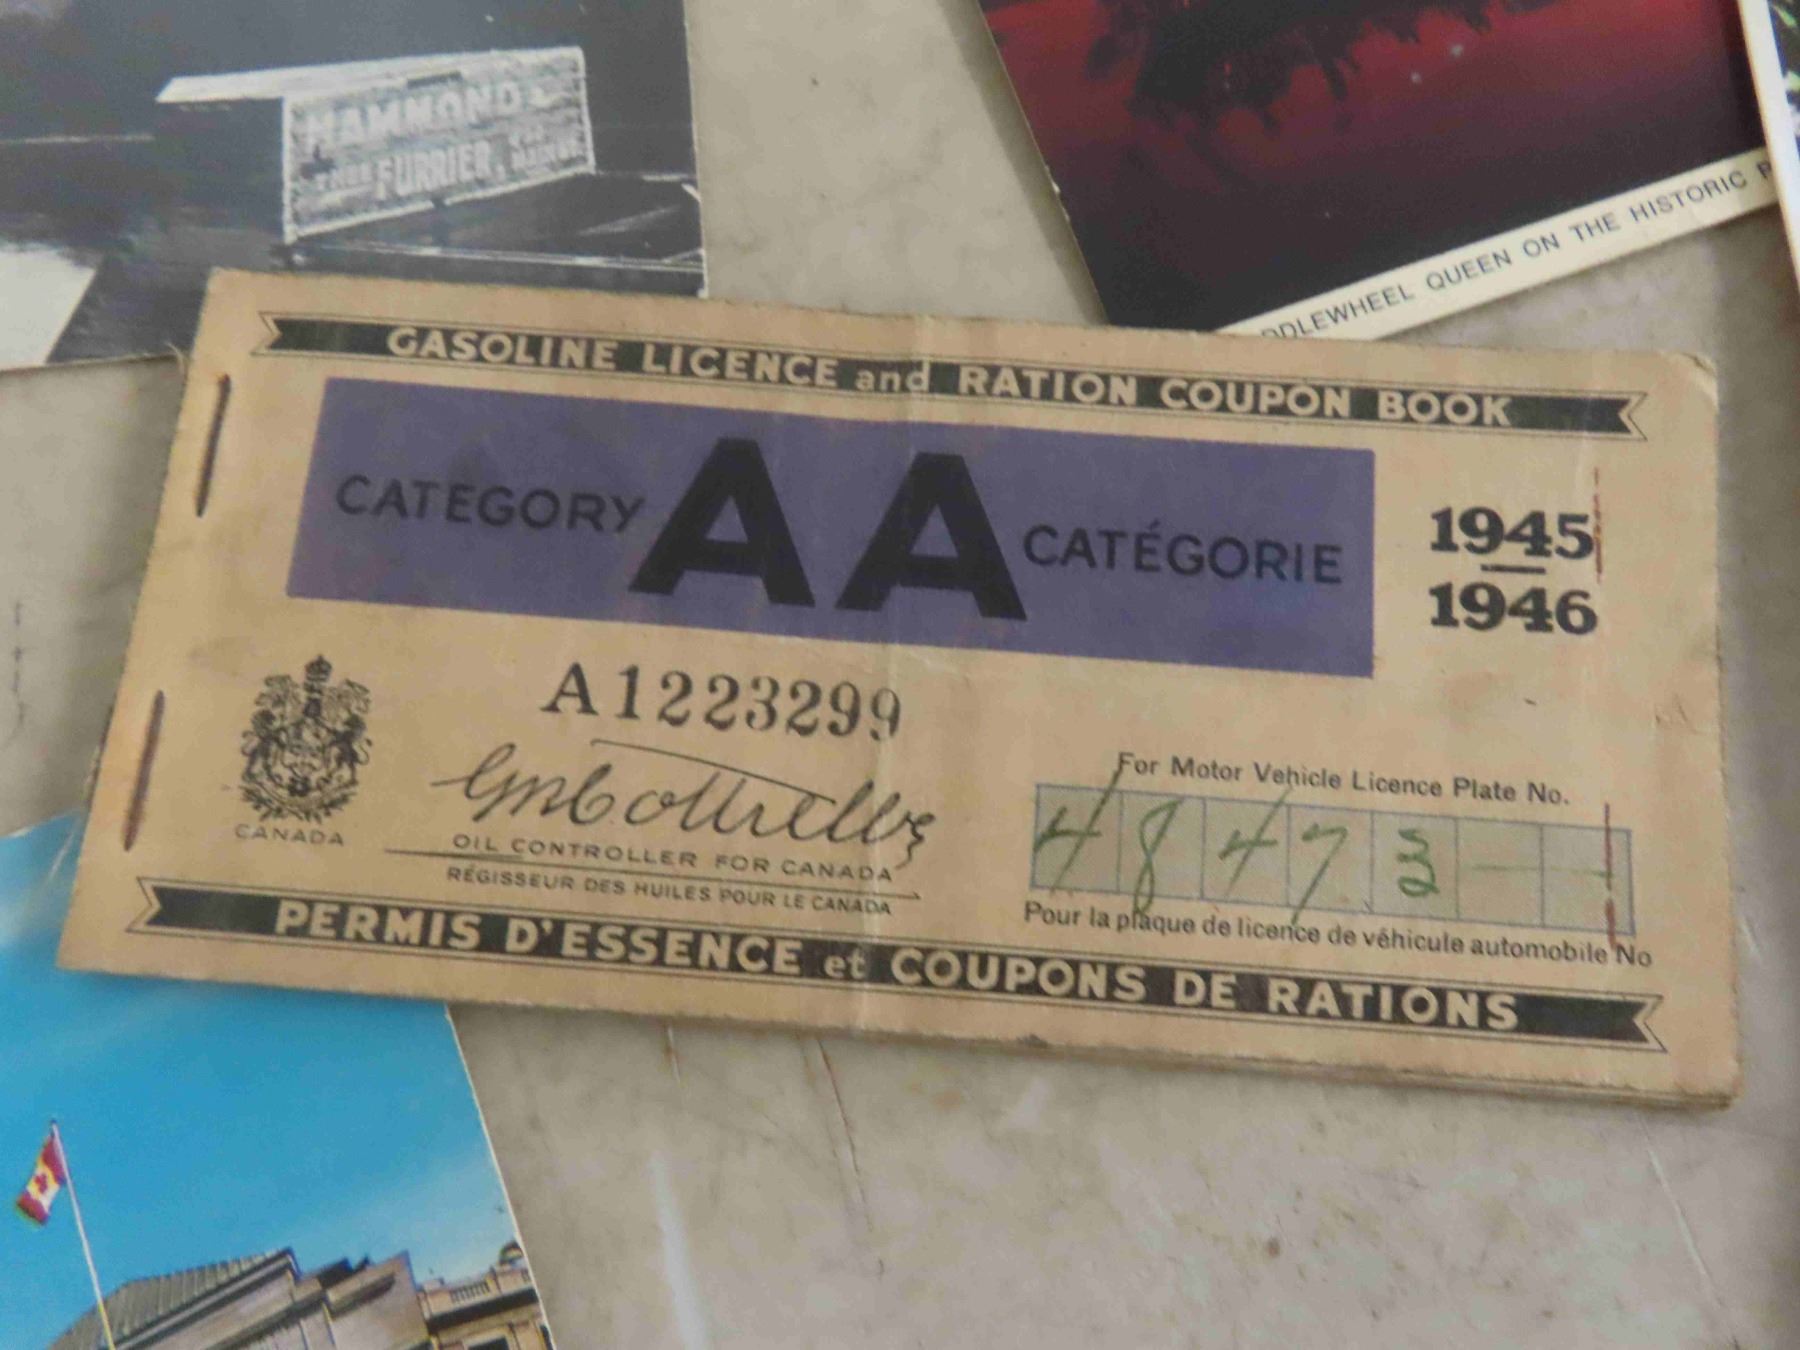 HAMMOND
FURRIER.
DDLEWHEEL QUEEN ON THE HISTORIC
GASOLINE LICENCE and RATION COUPON BOOK
CATEGORY AA CATÉGORIE
1945
1946
A1223299
CANADA
OIL CONTROLLER FOR CANADA
RÉGISSEUR DES HUILES POUR LE CANADA
For Motor Vehicle Licence Plate No.
48473—
Pour la plaque de licence de véhicule automobile No
PERMIS D'ESSENCE et COUPONS DE RATIONS